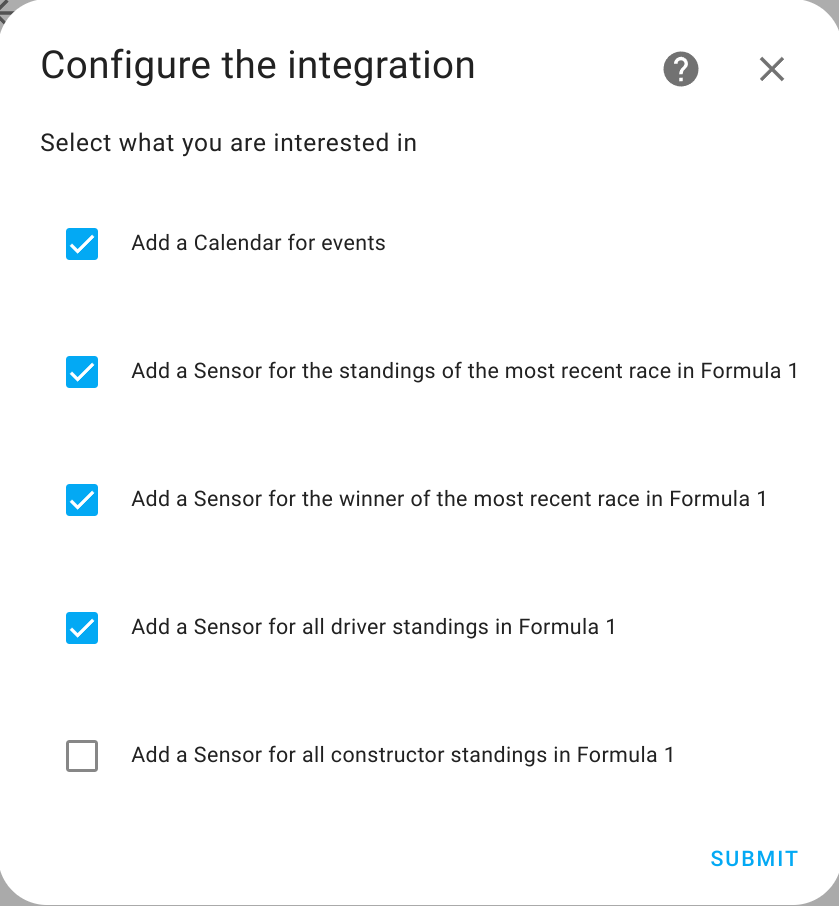 Configure the integration
Select what you are interested in
Add a Calendar for events
Add a Sensor for the standings of the most recent race in Formula 1
Add a Sensor for the winner of the most recent race in Formula 1
Add a Sensor for all driver standings in Formula 1
Add a Sensor for all constructor standings in Formula 1
SUBMIT